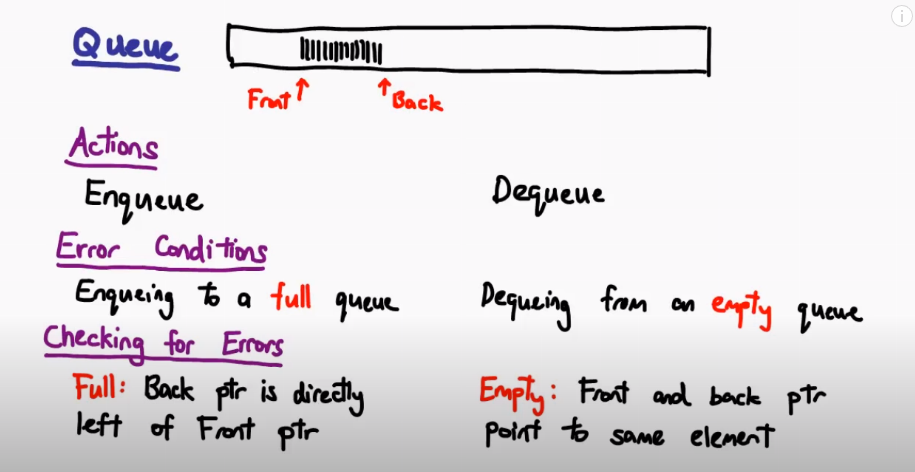 Queue
Front
Back
Actions
Enqueue
Dequeue
Error Conditions
Enqueing to a full queue
Dequeing from an empty queue
Checking for Errors
Full: Back ptr is directly
left of Front ptr
Empty: Front and back ptr
point to same element